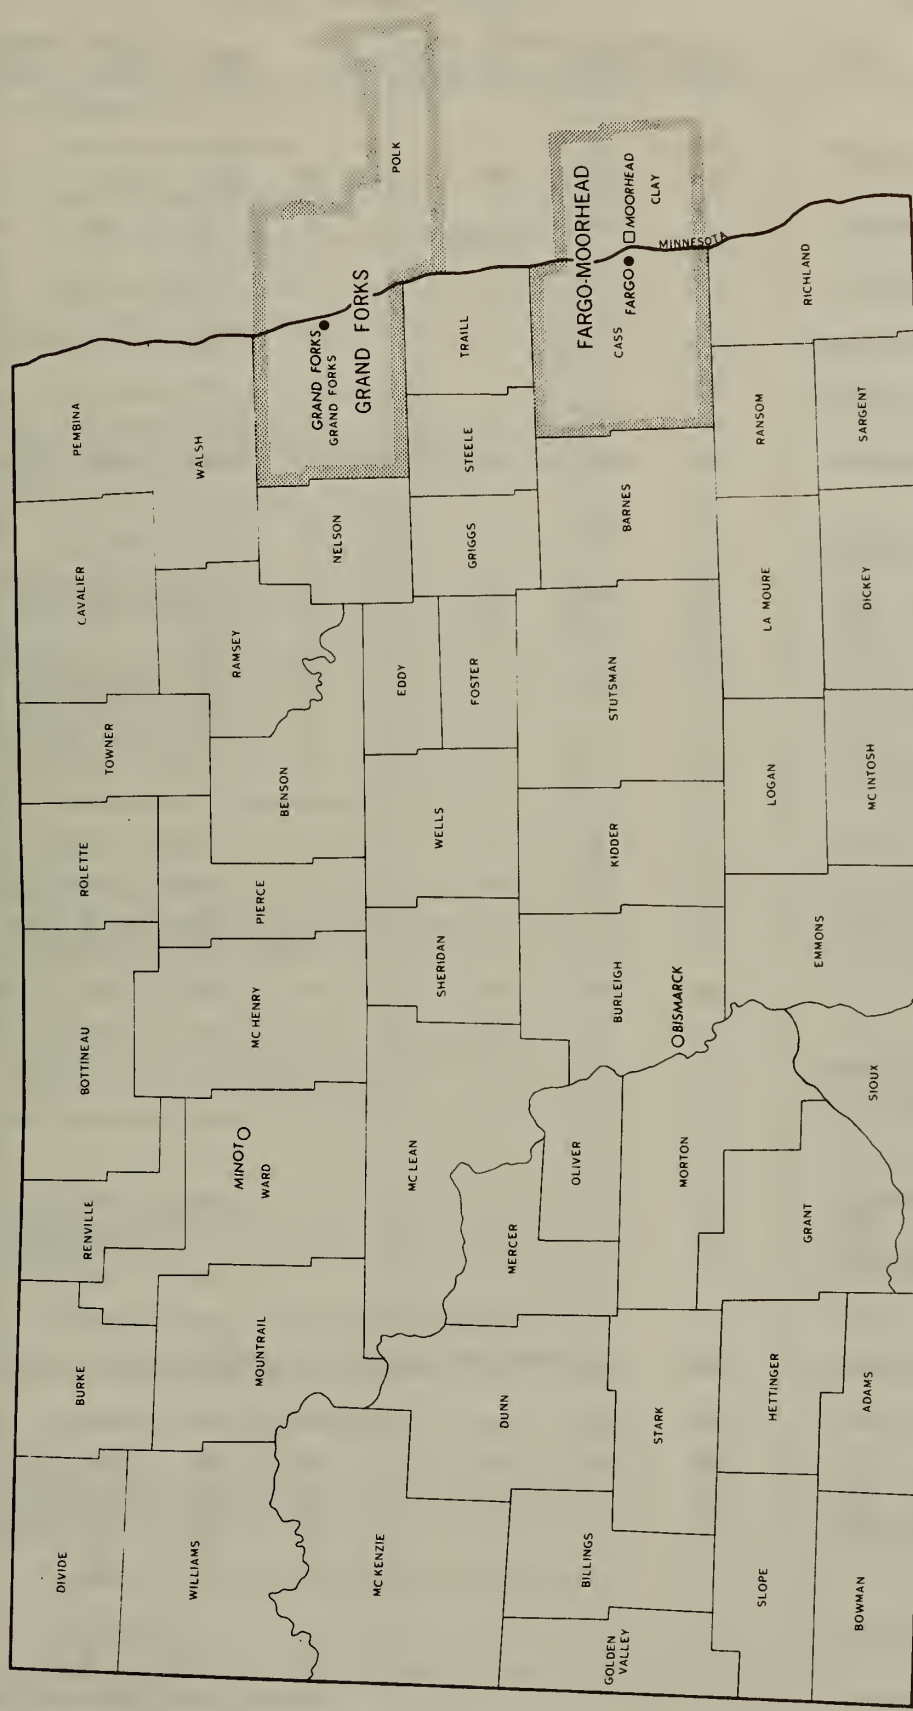 DIVIDE
BURKE
RENVILLE
BOTTINEAU
ROLETTE
TOWNER
CAVALIER
PEMBINA
WILLIAMS
MOUNTRAIL
MINOT
WARD
MC HENRY
PIERCE
BENSON
RAMSEY
WALSH
NELSON
GRAND FORKS
GRAND FORKS
GRAND FORKS
POLK
MC KENZIE
DUNN
MERCER
MC LEAN
SHERIDAN
WELLS
EDDY
FOSTER
GRIGGS
STEELE
TRAILL
GOLDEN
VALLEY
BILLINGS
STARK
OLIVER
MORTON
BURLEIGH
BISMARCK
KIDDER
STUTSMAN
BARNES
FARGO-MOORHEAD
CASS
FARGO
MOORHEAD
CLAY
MINNESOTA
SLOPE
HETTINGER
GRANT
SIOUX
EMMONS
LOGAN
LA MOURE
RANSOM
RICHLAND
BOWMAN
ADAMS
MC INTOSH
DICKEY
SARGENT